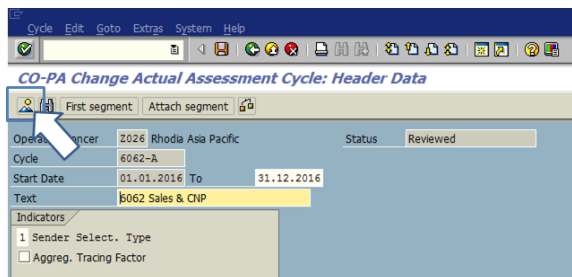 Cycle Edit Goto Extras System Help
CO-PA Change Actual Assessment Cycle: Header Data
First segment Attach segment
Z026 Rhodia Asia Pacific Status Reviewed
Cycle 6062-A
Start Date 01.01.2016 To 31.12.2016
Text 6062 Sales & CNP
Indicators
1 Sender Select. Type
Aggreg. Tracing Factor